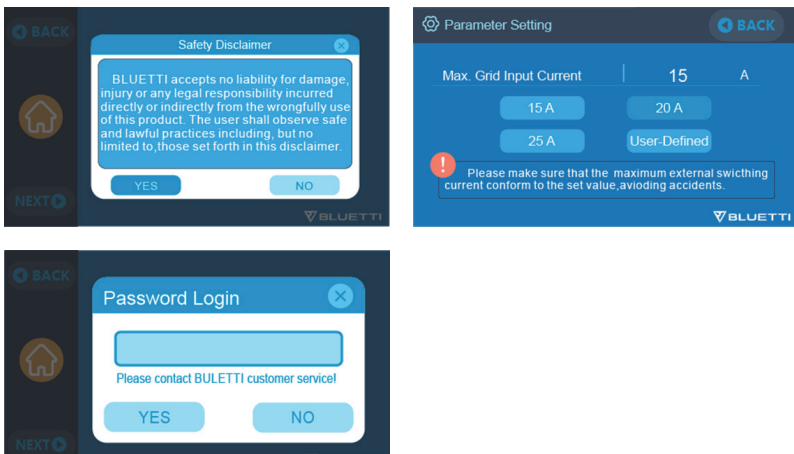 BACK
Safety Disclaimer
BLUETTI accepts no liability for damage,
injury or any legal responsibility incurred
directly or indirectly from the wrongfully use
of this product. The user shall observe safe
and lawful practices including, but no
limited to,those set forth in this disclaimer.
YES NO
NEXT
BLUETTI
Parameter Setting
BACK
Max. Grid Input Current 15 A
15 A 20 A
25 A User-Defined
! Please make sure that the maximum external swicthing
current conform to the set value,avioding accidents.
BLUETTI
BACK
Password Login
Please contact BULETTI customer service!
YES NO
NEXT